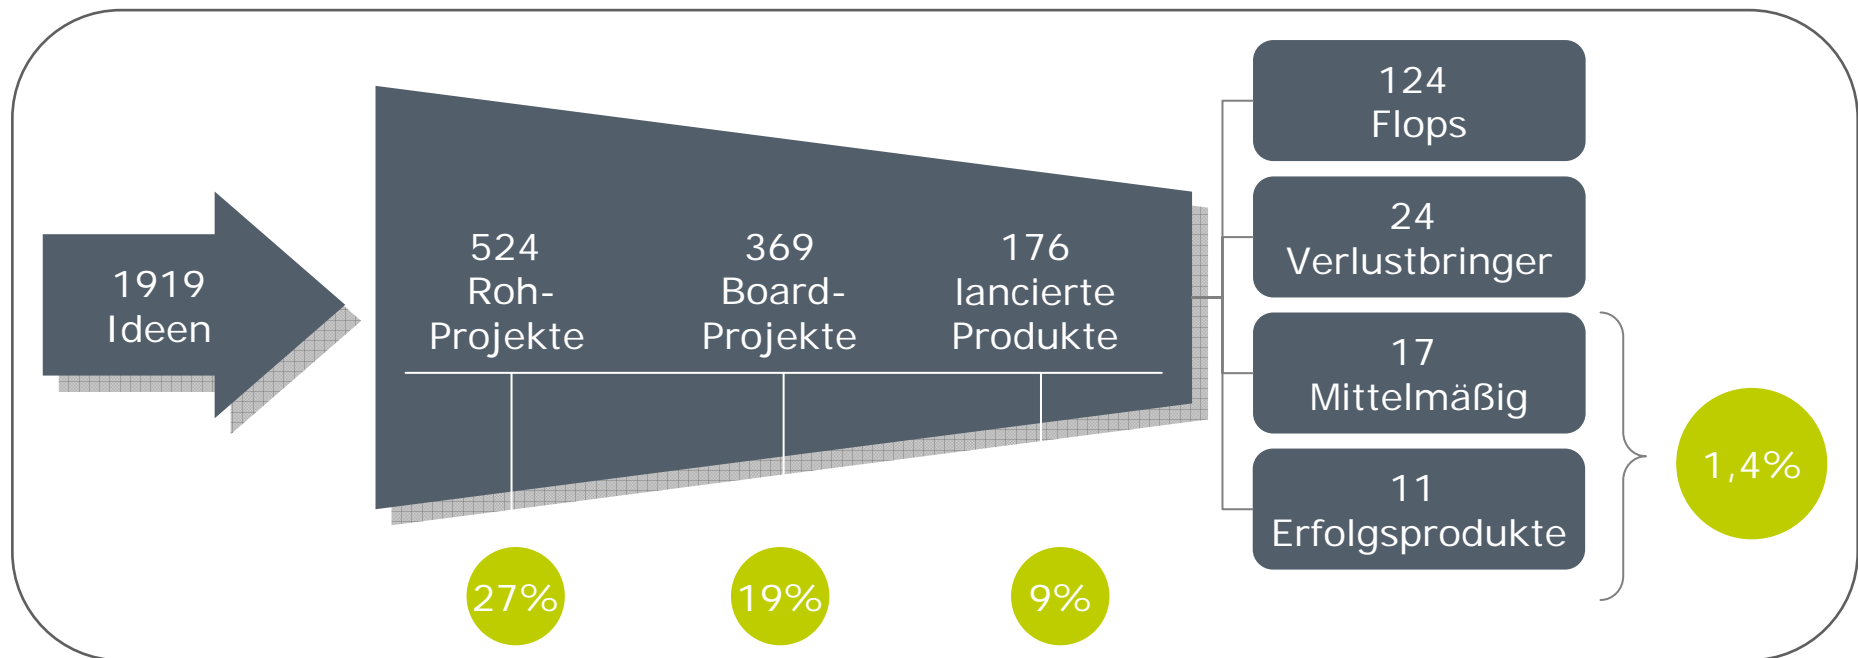 1919
Ideen
524
Roh-
Projekte
369
Board-
Projekte
176
lancierte
Produkte
27%
19%
9%
124
Flops
24
Verlustbringer
17
Mittelmäßig
11
Erfolgsprodukte
1,4%